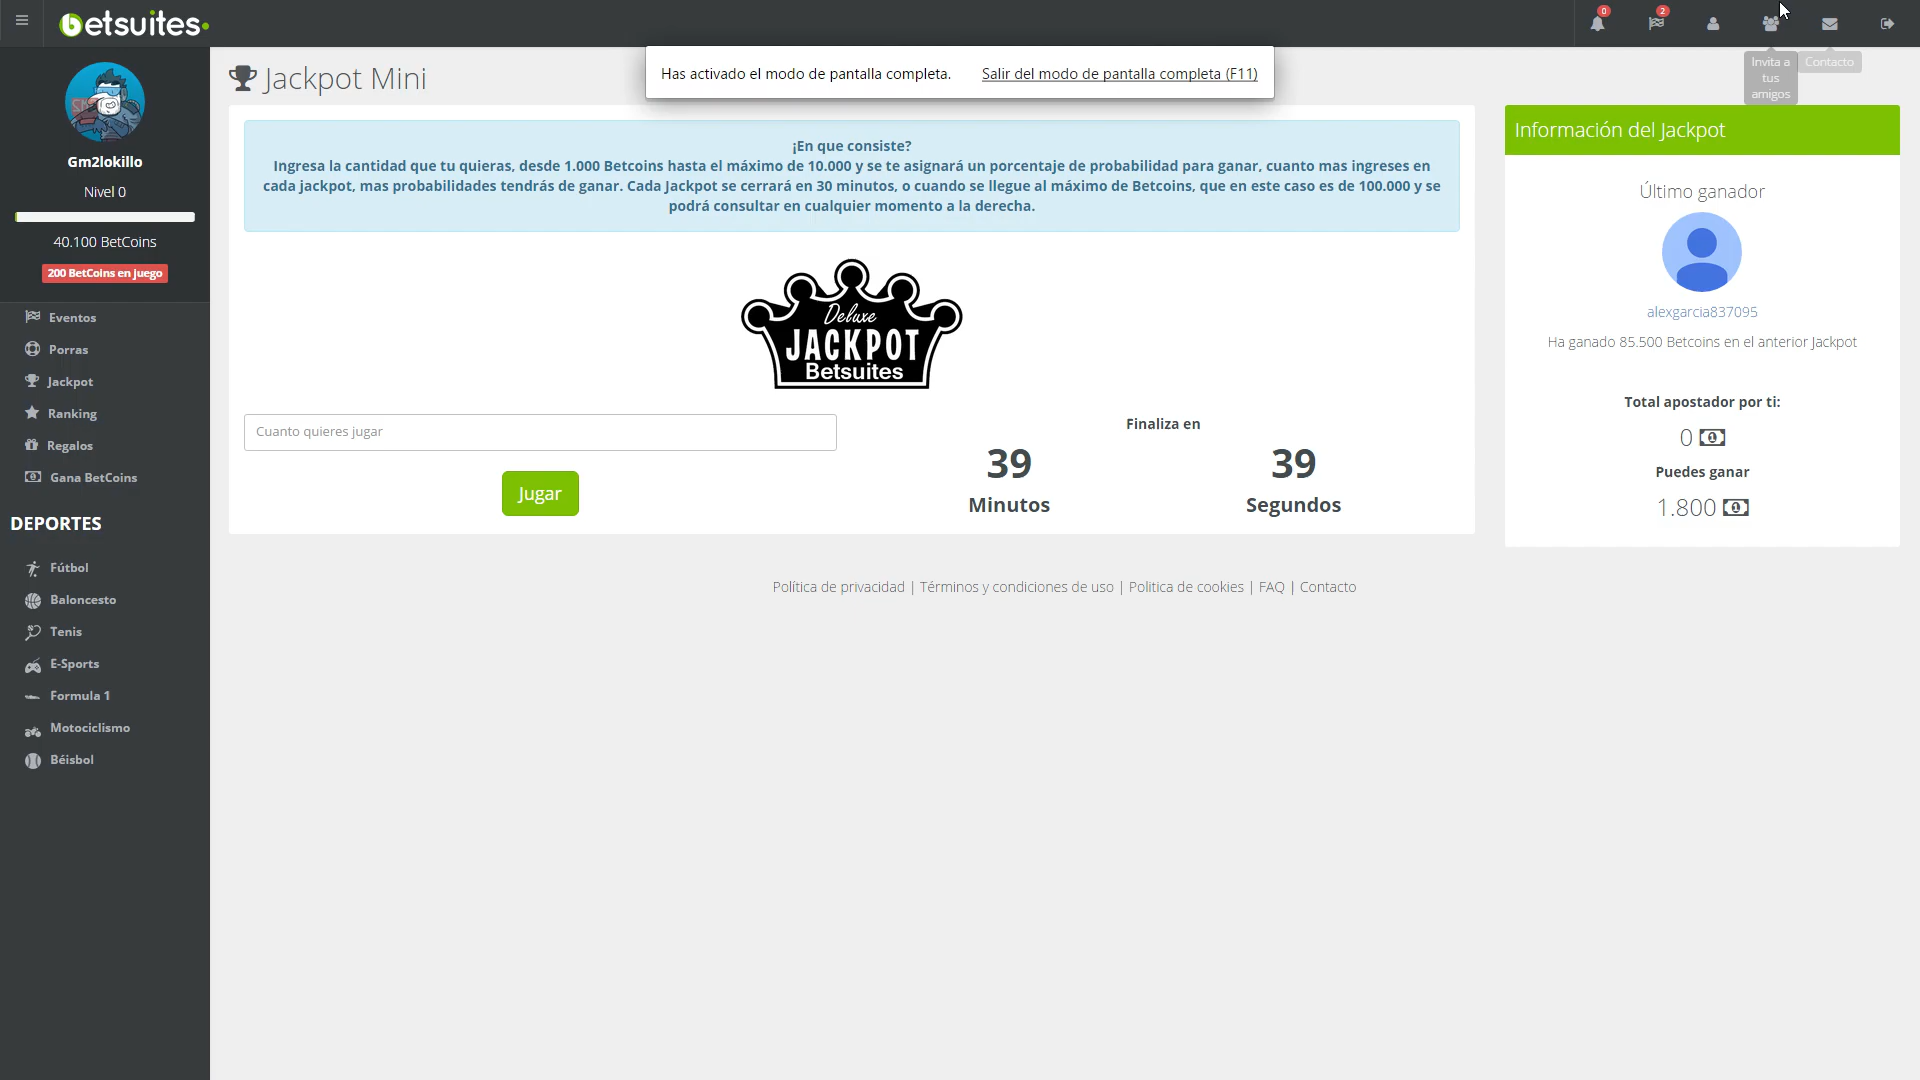 betsuites
0
2
Invita a
tus
amigos
Contacto
Has activado el modo de pantalla completa. Salir del modo de pantalla completa (F11)
Gm2lokillo
Nivel 0
40.100 BetCoins
200 BetCoins en juego
Eventos
Porras
Jackpot
Ranking
Regalos
Gana BetCoins
DEPORTES
Fútbol
Baloncesto
Tenis
E-Sports
Formula 1
Motociclismo
Béisbol
Jackpot Mini
¡En que consiste?
Ingresa la cantidad que tu quieras, desde 1.000 Betcoins hasta el máximo de 10.000 y se te asignará un porcentaje de probabilidad para ganar, cuanto mas ingreses en
cada jackpot, mas probabilidades tendrás de ganar. Cada Jackpot se cerrará en 30 minutos, o cuando se llegue al máximo de Betcoins, que en este caso es de 100.000 y se
podrá consultar en cualquier momento a la derecha.
Deluxe
JACKPOT
Betsuites
Cuanto quieres jugar
Jugar
Finaliza en
39 39
Minutos Segundos
Información del Jackpot
Último ganador
alexgarcia837095
Ha ganado 85.500 Betcoins en el anterior Jackpot
Total apostador por ti:
0
Puedes ganar
1.800
Política de privacidad | Términos y condiciones de uso | Politica de cookies | FAQ | Contacto